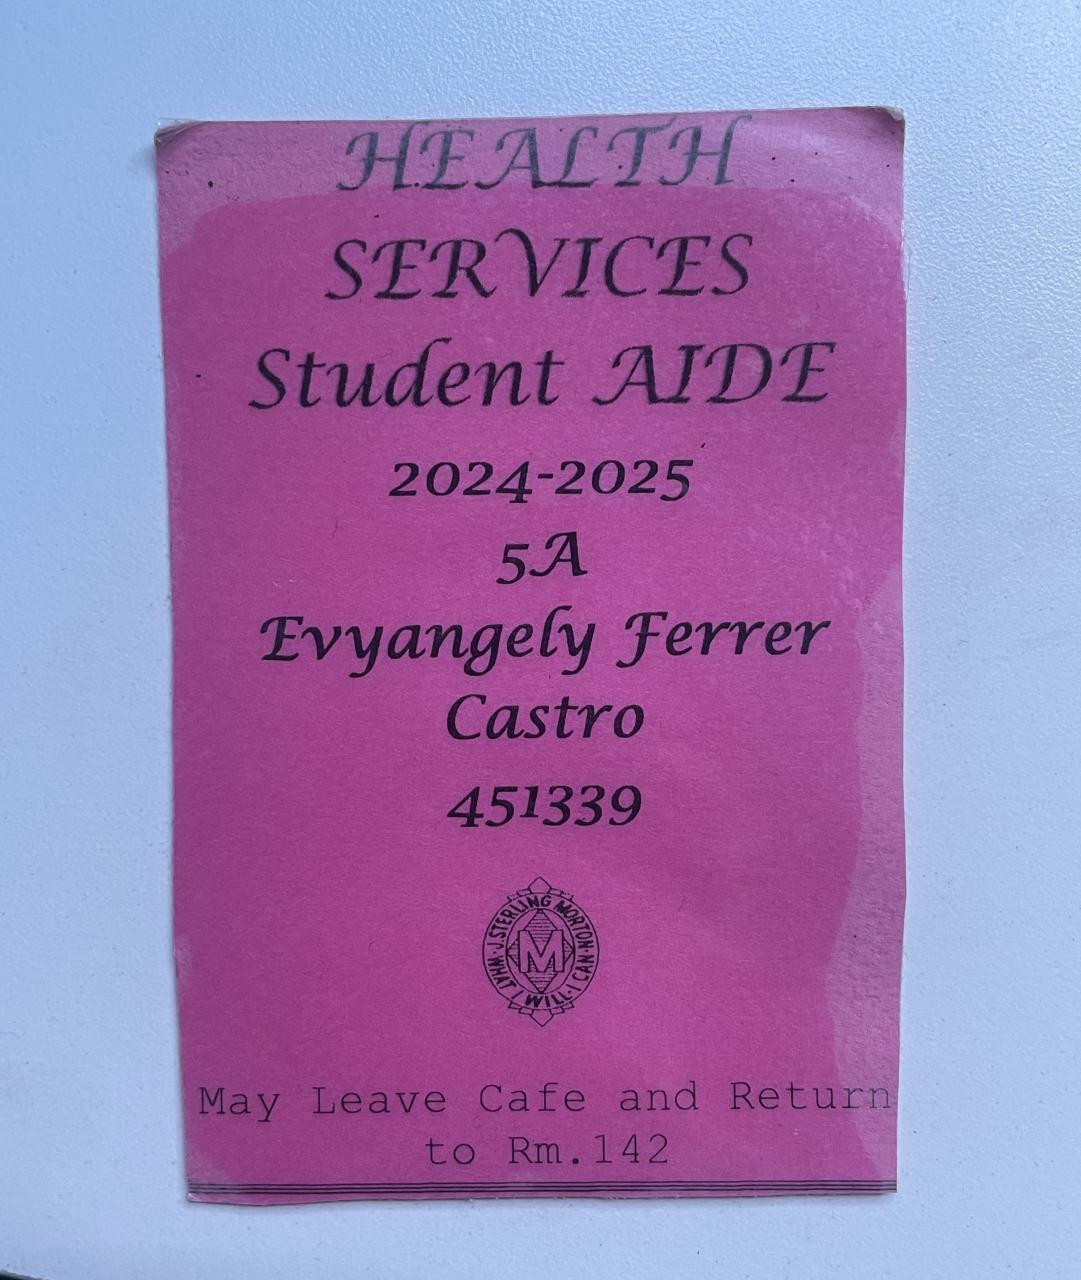 HEALTH
SERVICES
Student AIDE
2024-2025
5A
Evyangely Ferrer
Castro
451339
J. STERLING MORTON
M
WHAT I WILL - I CAN
May Leave Cafe and Return
to Rm.142